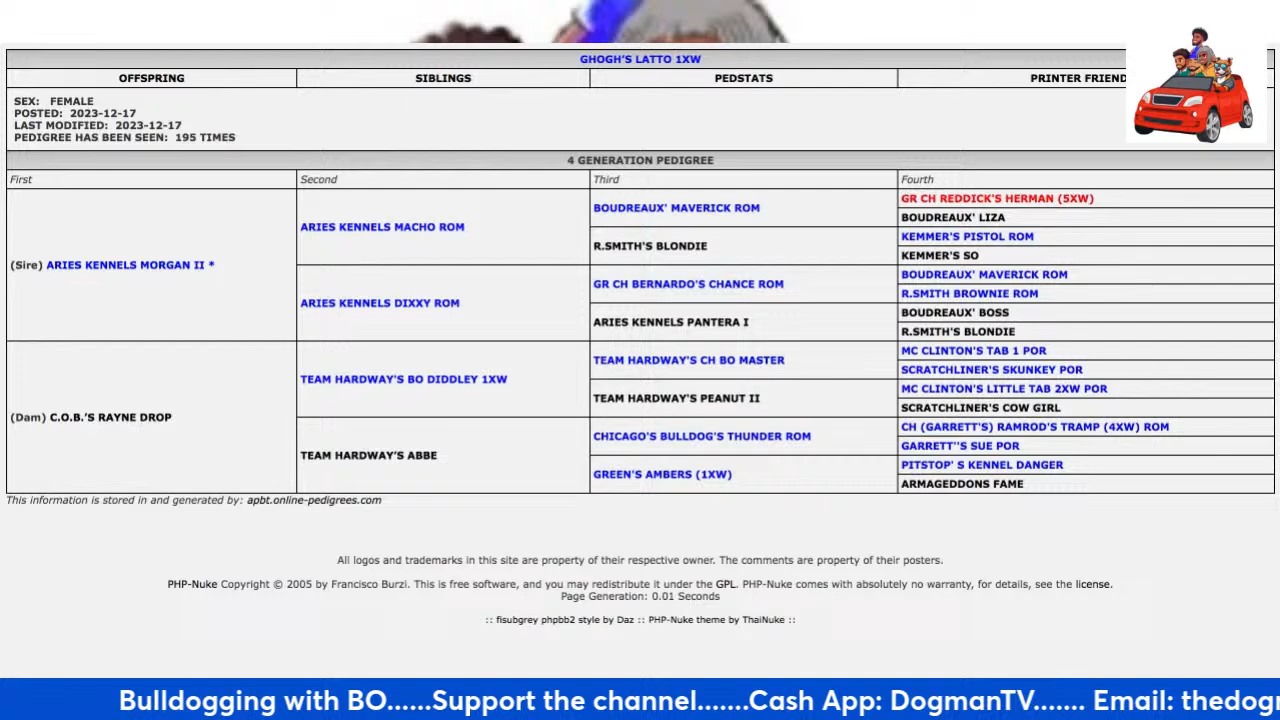 GHOGH'S LATTO 1XW
OFFSPRING SIBLINGS PEDSTATS PRINTER FRIEND
SEX: FEMALE
POSTED: 2023-12-17
LAST MODIFIED: 2023-12-17
PEDIGREE HAS BEEN SEEN: 195 TIMES
4 GENERATION PEDIGREE
First Second Third Fourth
(Sire) ARIES KENNELS MORGAN II *
ARIES KENNELS MACHO ROM
BOUDREAUX' MAVERICK ROM
GR CH REDDICK'S HERMAN (5XW)
BOUDREAUX' LIZA
R.SMITH'S BLONDIE
KEMMER'S PISTOL ROM
KEMMER'S SO
ARIES KENNELS DIXXY ROM
GR CH BERNARDO'S CHANCE ROM
BOUDREAUX' MAVERICK ROM
R.SMITH BROWNIE ROM
ARIES KENNELS PANTERA I
BOUDREAUX' BOSS
R.SMITH'S BLONDIE
(Dam) C.O.B.'S RAYNE DROP
TEAM HARDWAY'S BO DIDDLEY 1XW
TEAM HARDWAY'S CH BO MASTER
MC CLINTON'S TAB 1 POR
SCRATCHLINER'S SKUNKEY POR
TEAM HARDWAY'S PEANUT II
MC CLINTON'S LITTLE TAB 2XW POR
SCRATCHLINER'S COW GIRL
TEAM HARDWAY'S ABBE
CHICAGO'S BULLDOG'S THUNDER ROM
CH (GARRETT'S) RAMROD'S TRAMP (4XW) ROM
GARRETT''S SUE POR
GREEN'S AMBERS (1XW)
PITSTOP' S KENNEL DANGER
ARMAGEDDONS FAME
This information is stored in and generated by: apbt.online-pedigrees.com
All logos and trademarks in this site are property of their respective owner. The comments are property of their posters.
PHP-Nuke Copyright © 2005 by Francisco Burzi. This is free software, and you may redistribute it under the GPL. PHP-Nuke comes with absolutely no warranty, for details, see the license.
Page Generation: 0.01 Seconds
:: fisubgrey phpbb2 style by Daz :: PHP-Nuke theme by ThaiNuke ::
Bulldogging with BO......Support the channel.......Cash App: DogmanTV....... Email: thedog